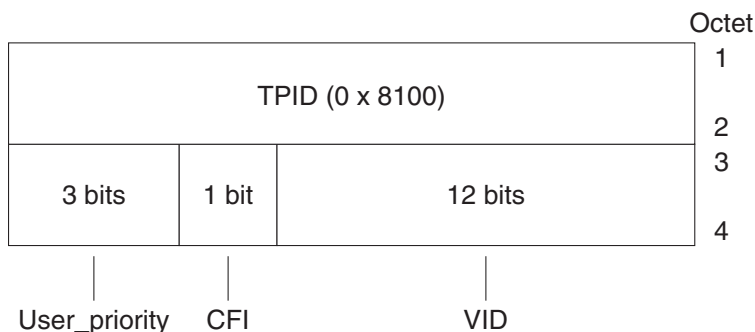 Octet
TPID (0 x 8100)
1
2
3 bits
1 bit
12 bits
3
4
User_priority
CFI
VID